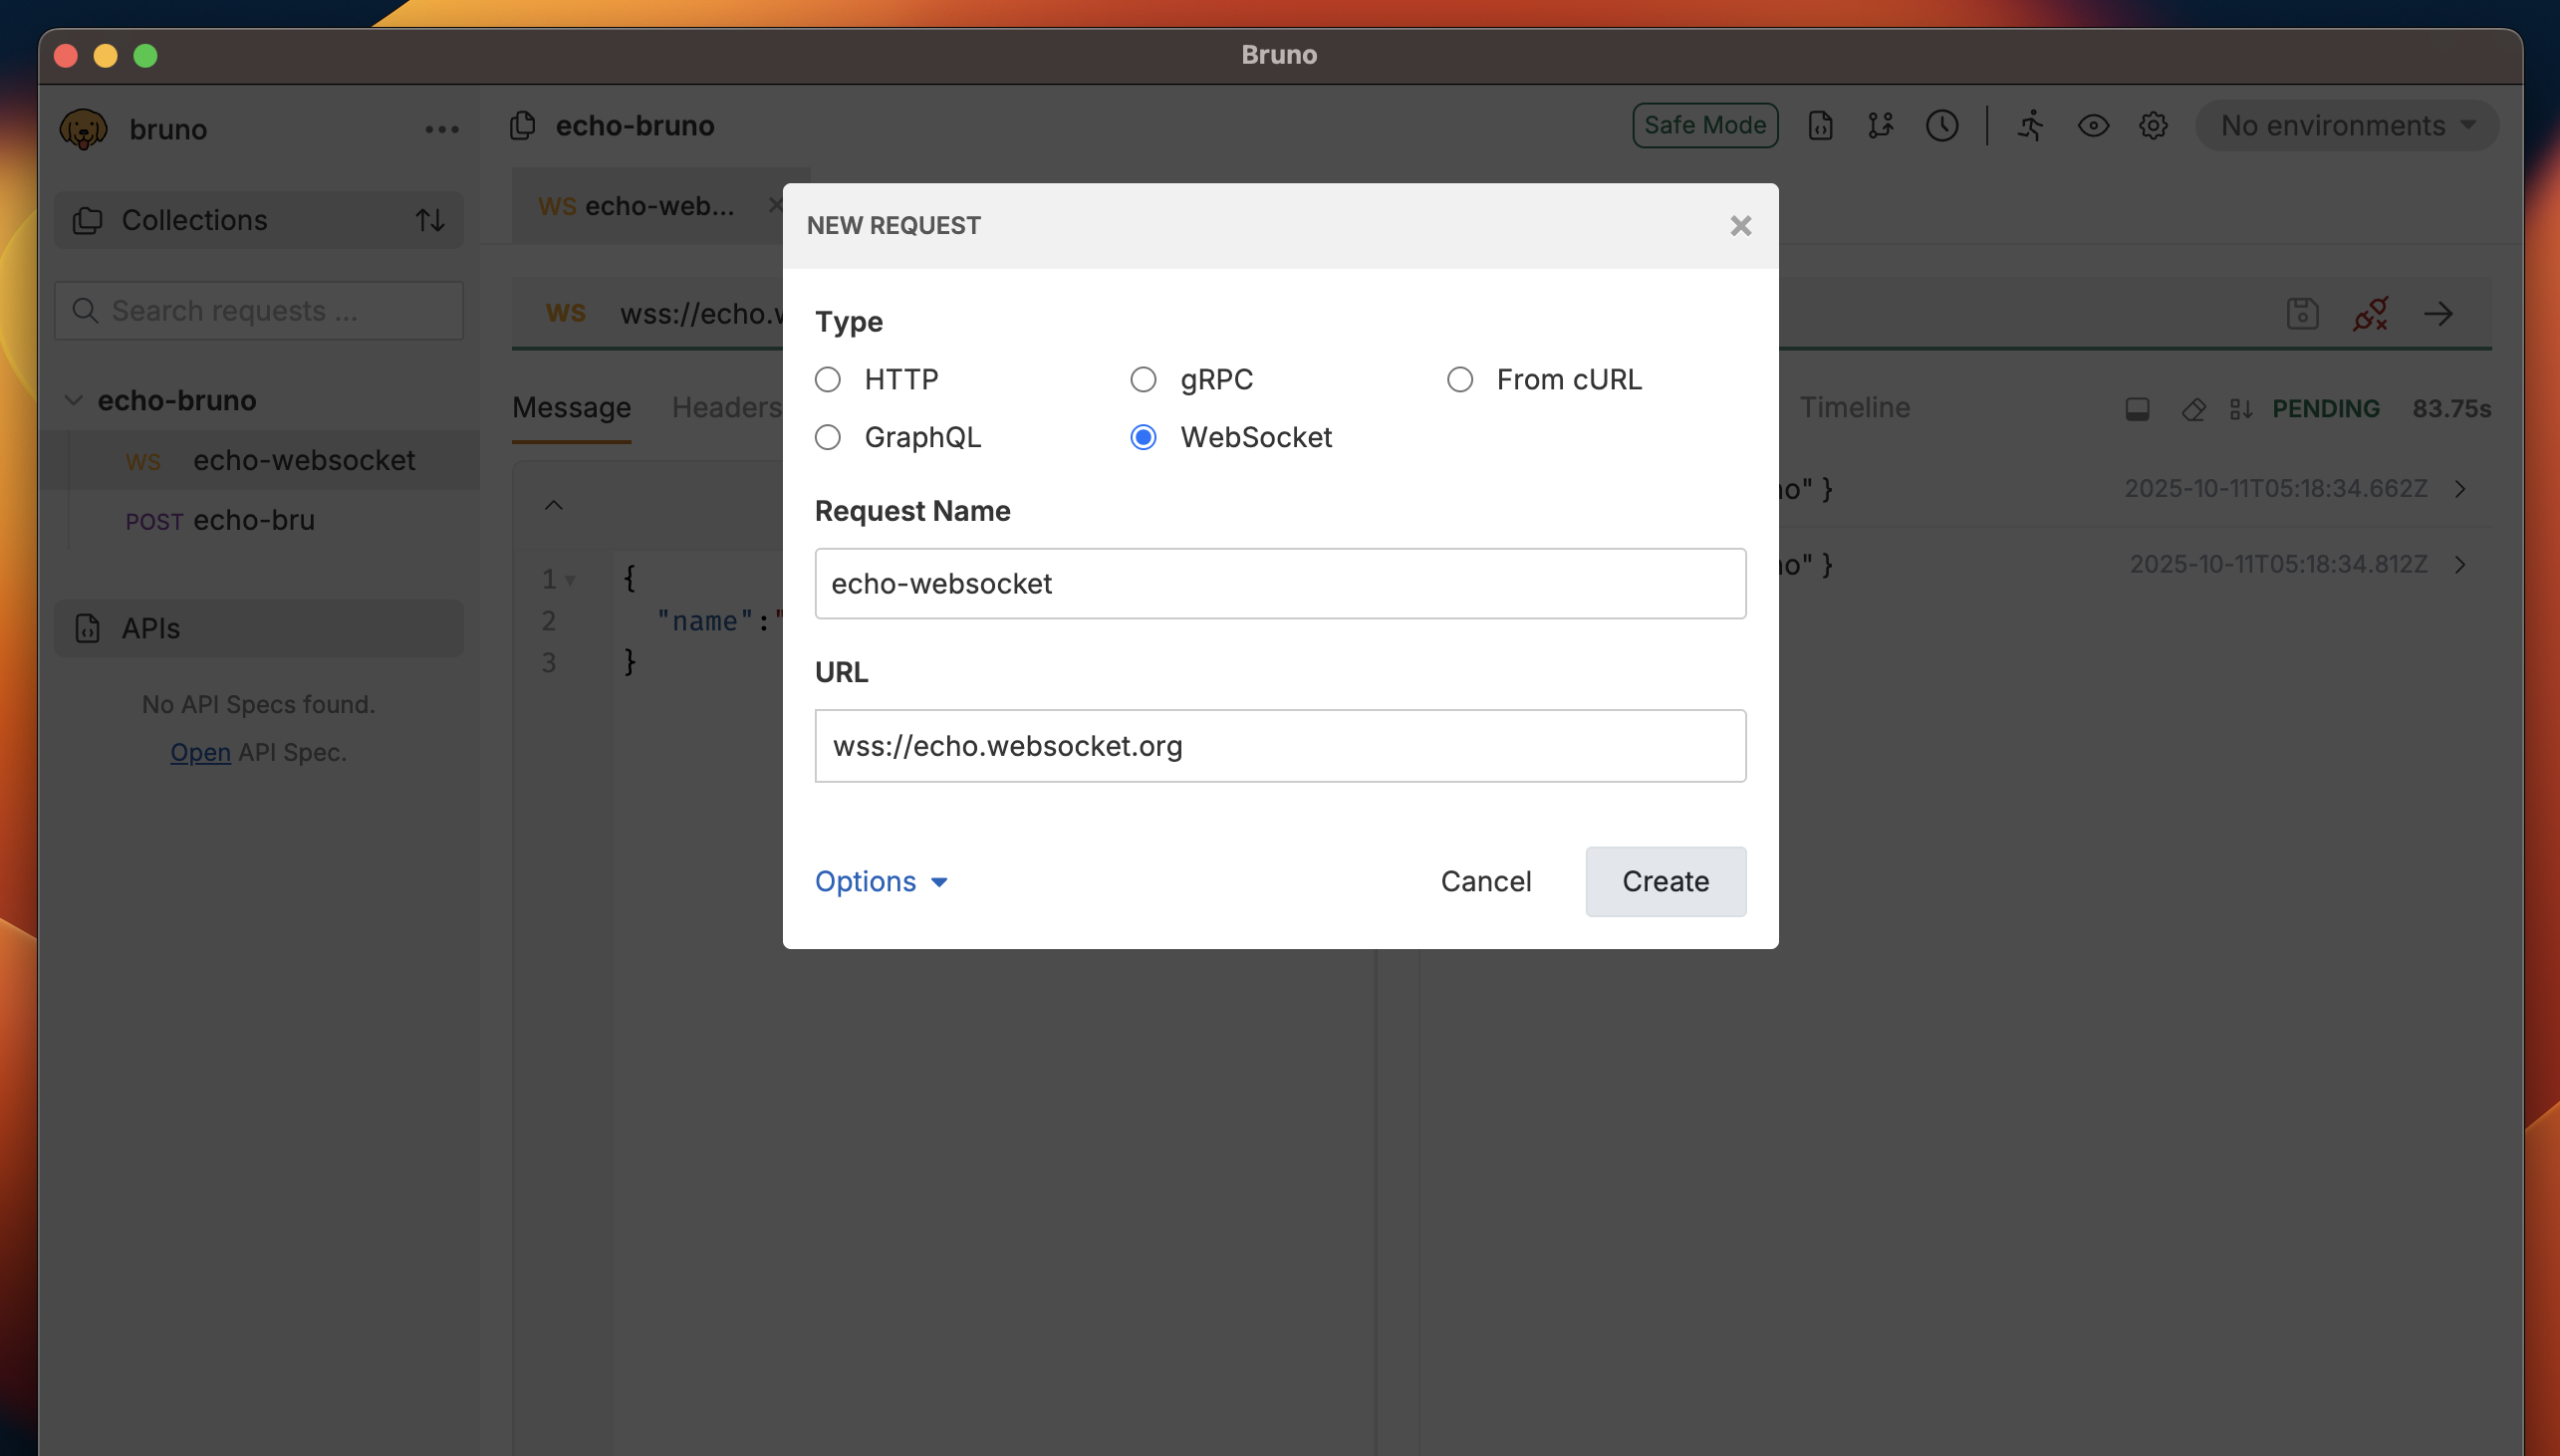 Bruno
bruno
echo-bruno
Safe Mode
No environments
Collections
WS echo-web...
Search requests ...
WS wss://echo.
echo-bruno
WS echo-websocket
POST echo-bru
APIs
No API Specs found.
Open API Spec.
Message Headers
1 {
2 "name":"
3 }
Timeline
PENDING 83.75s
o" } 2025-10-11T05:18:34.662Z
o" } 2025-10-11T05:18:34.812Z
NEW REQUEST
Type
HTTP gRPC From cURL
GraphQL WebSocket
Request Name
echo-websocket
URL
wss://echo.websocket.org
Options Cancel Create